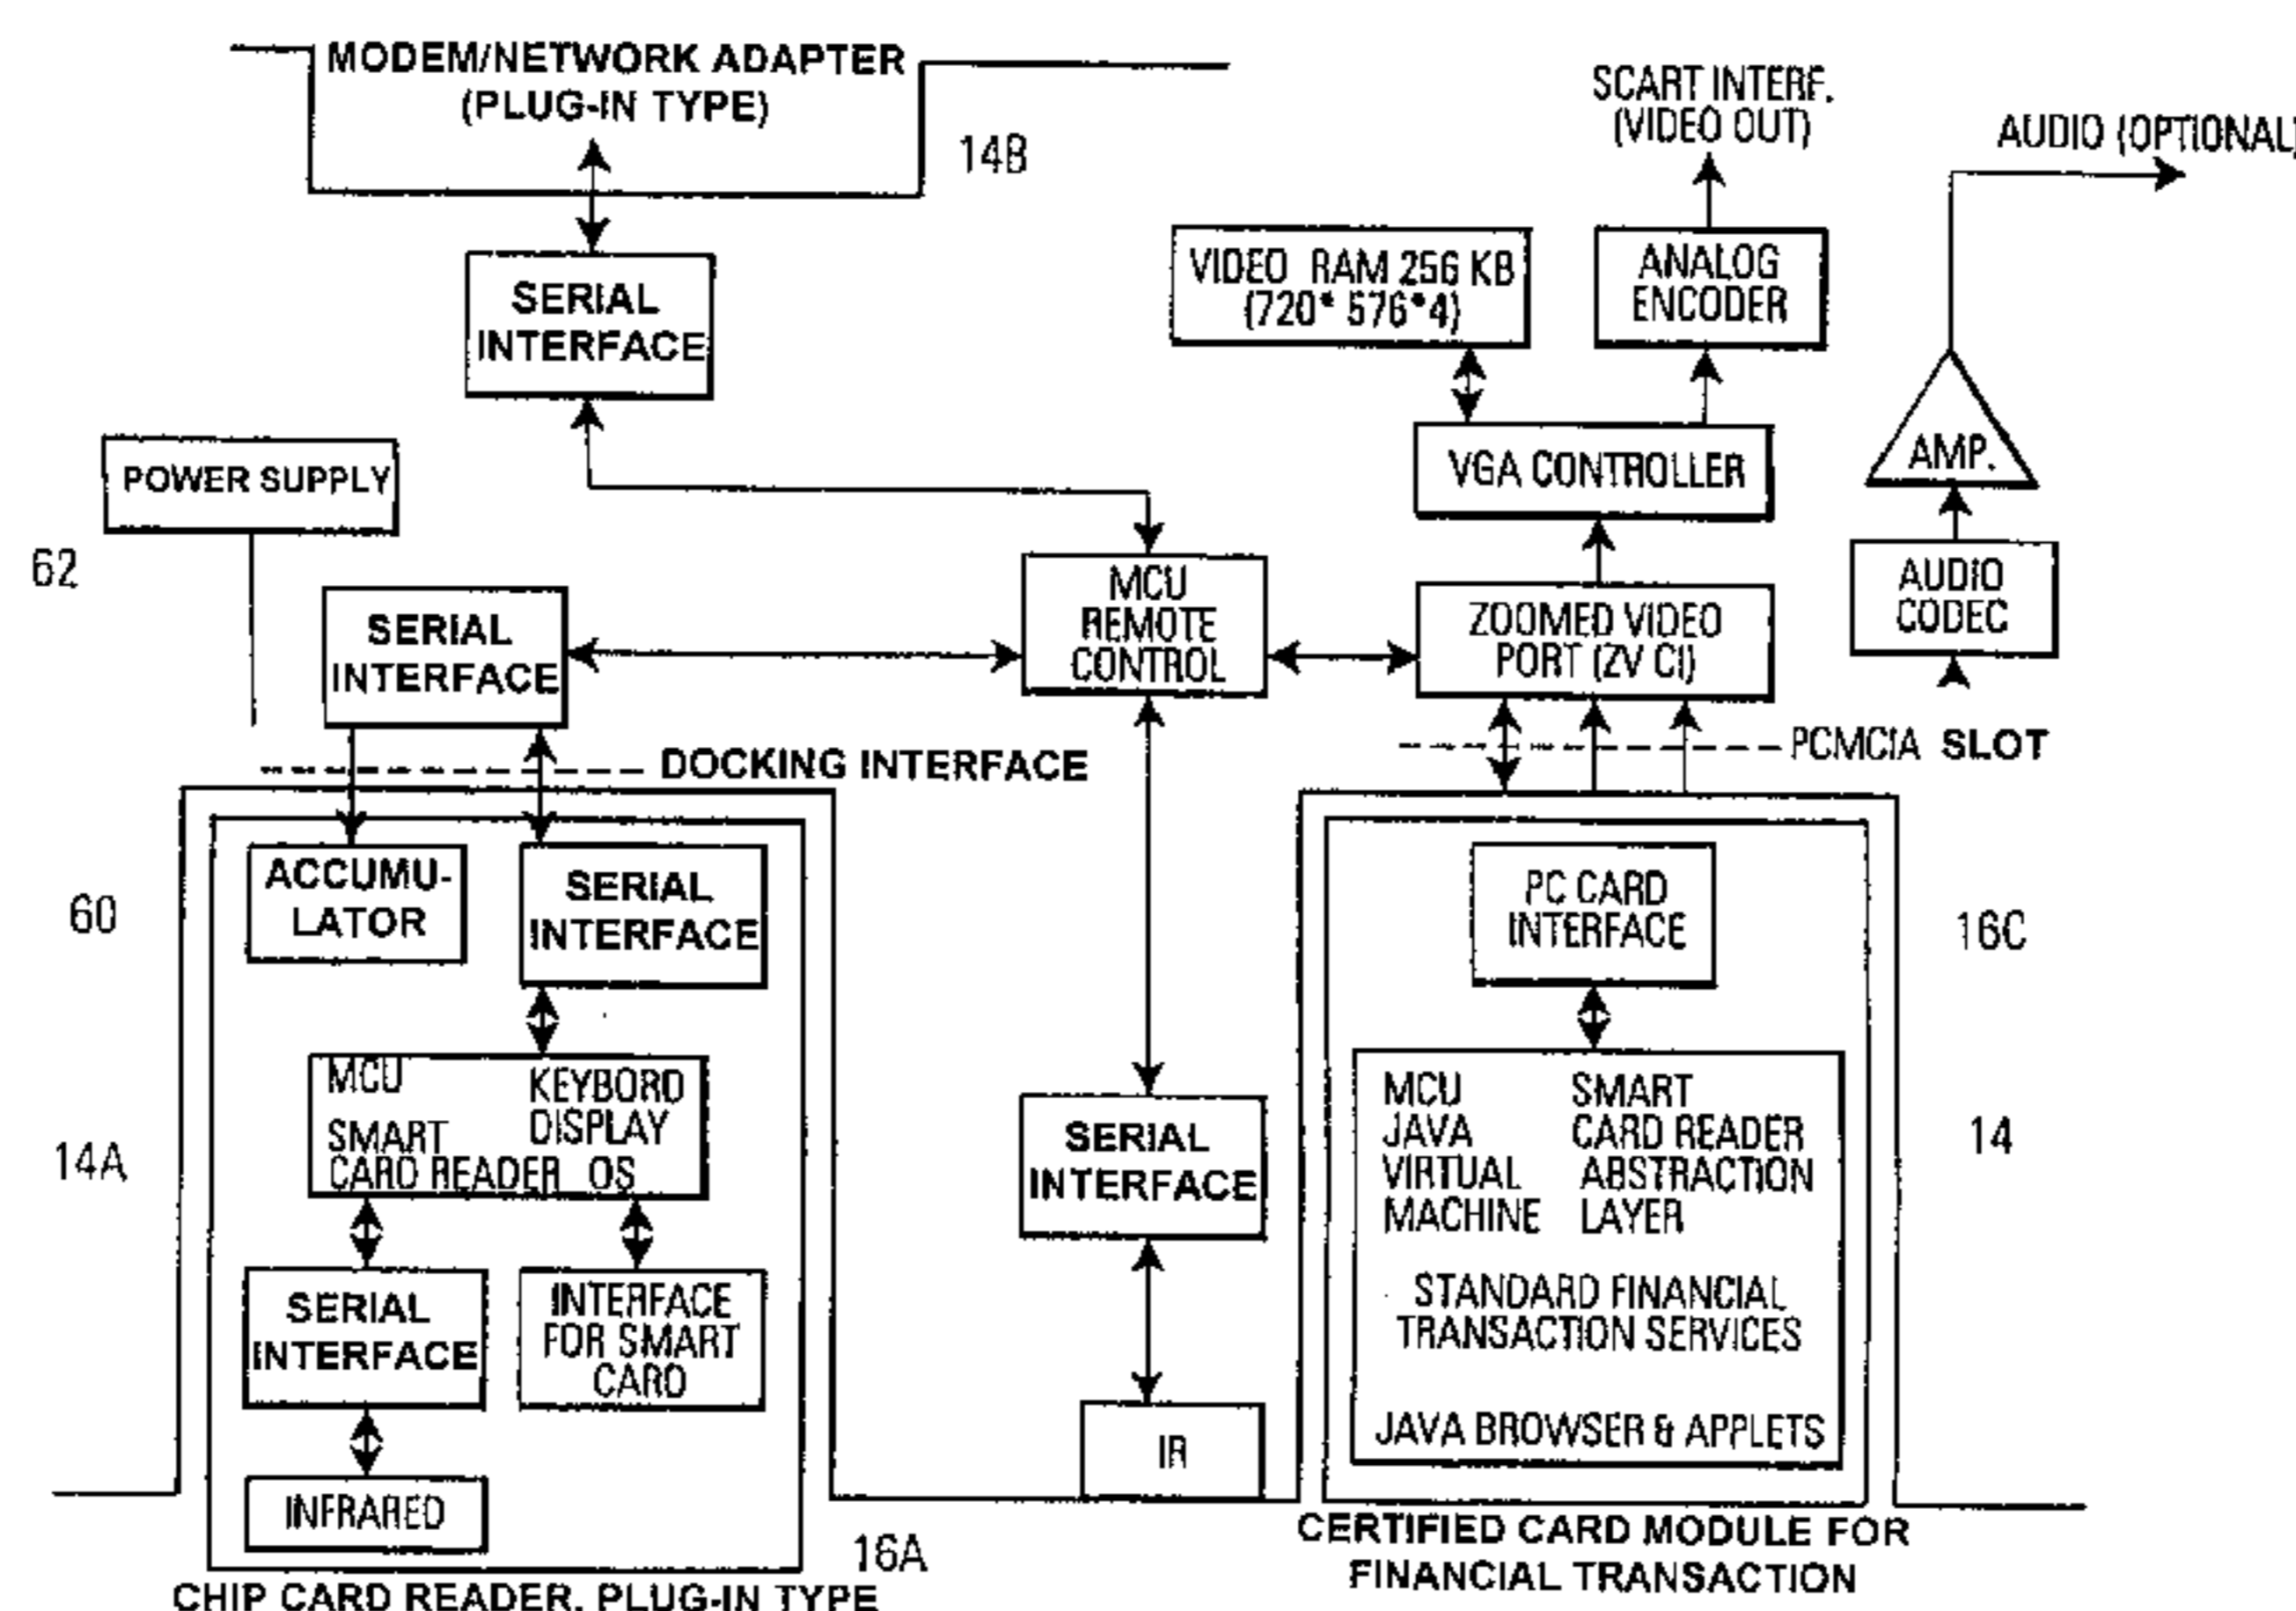 MODEM/NETWORK ADAPTER
(PLUG-IN TYPE)
14B
SCART INTERF.
(VIDEO OUT)
AUDIO (OPTIONAL)
SERIAL
INTERFACE
VIDEO RAM 256 KB
(720* 576*4)
ANALOG
ENCODER
POWER SUPPLY
VGA CONTROLLER
AMP.
62
SERIAL
INTERFACE
MCU
REMOTE
CONTROL
ZOOMED VIDEO
PORT (ZV CI)
AUDIO
CODEC
DOCKING INTERFACE
PCMCIA SLOT
60
ACCUMU-
LATOR
SERIAL
INTERFACE
PC CARD
INTERFACE
16C
14A
MCU KEYBORD
DISPLAY
SMART
CARD READER OS
SERIAL
INTERFACE
MCU SMART
JAVA CARD READER
VIRTUAL ABSTRACTION
MACHINE LAYER
STANDARD FINANCIAL
TRANSACTION SERVICES
JAVA BROWSER & APPLETS
14
SERIAL
INTERFACE
INTERFACE
FOR SMART
CARD
IR
INFRARED
16A
CERTIFIED CARD MODULE FOR
FINANCIAL TRANSACTION
CHIP CARD READER, PLUG-IN TYPE